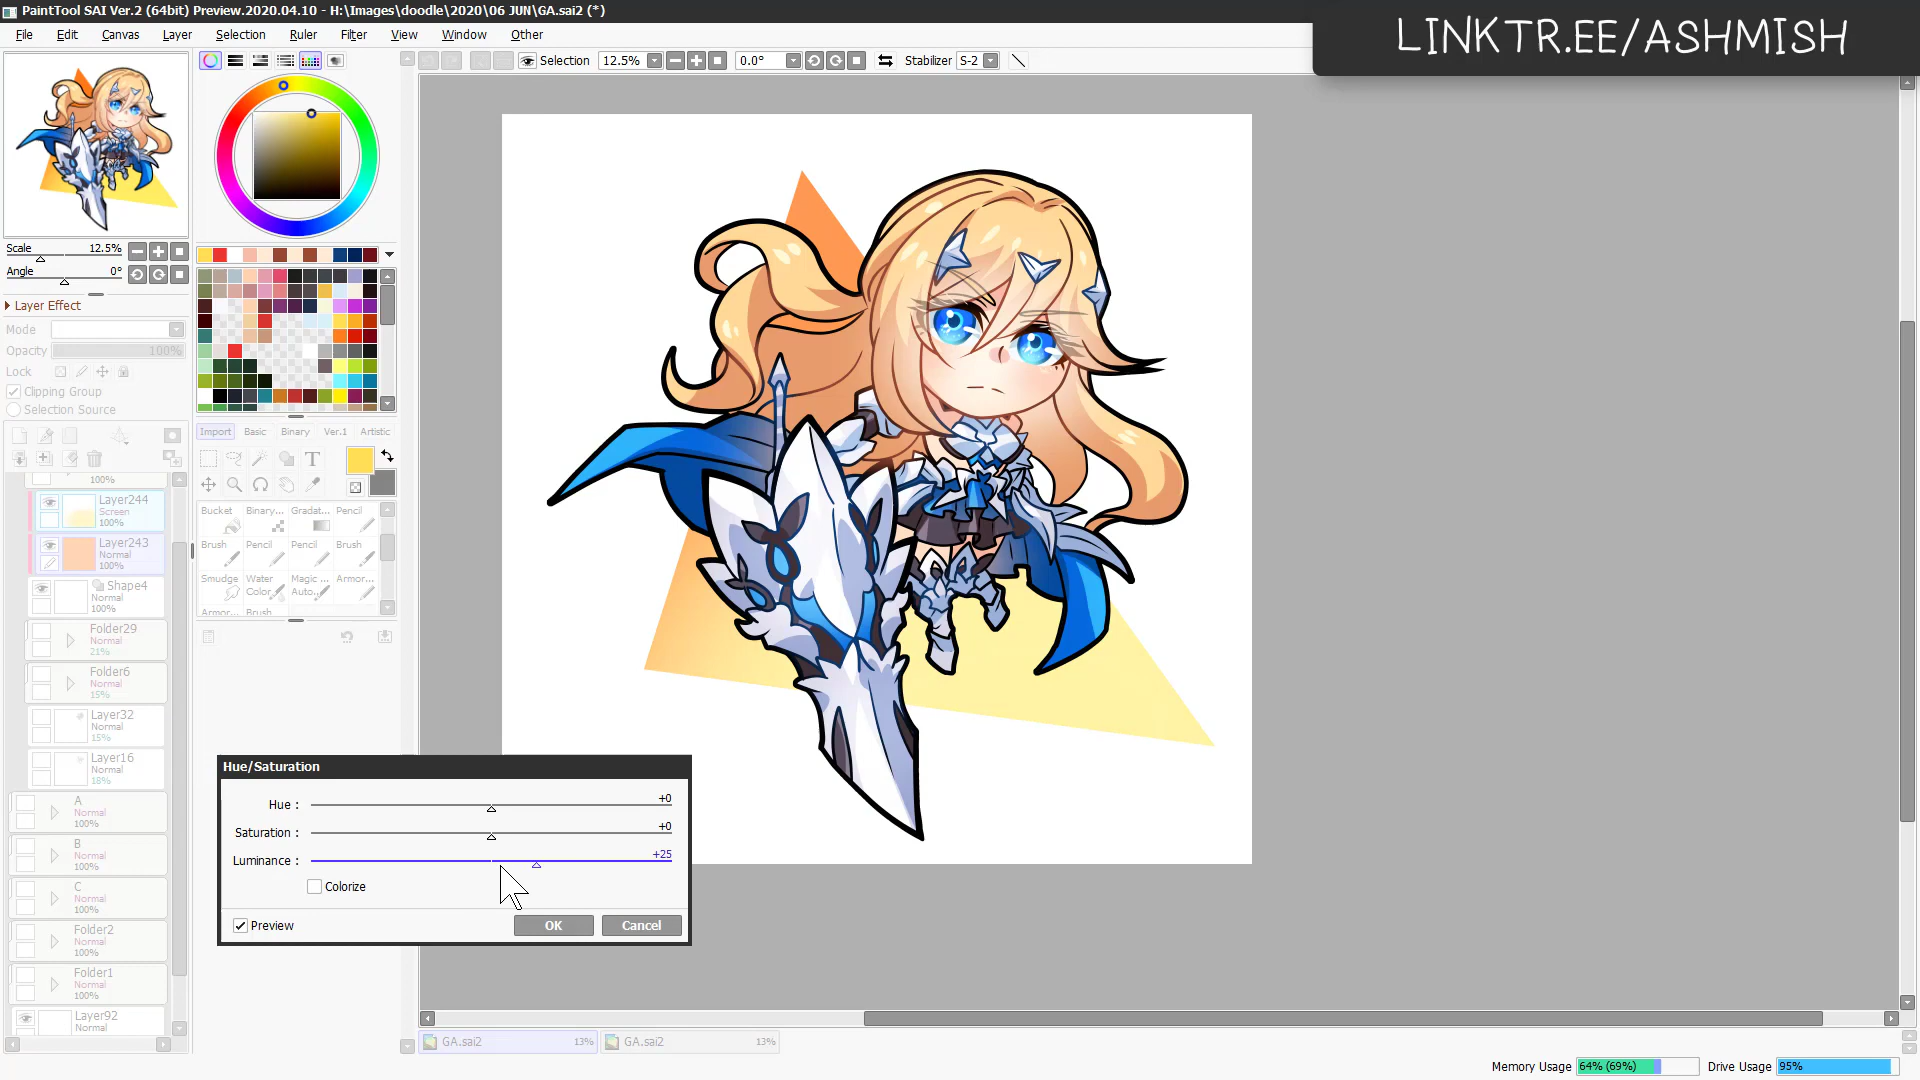 PaintTool SAI Ver.2 (64bit) Preview.2020.04.10 - H:\Images\doodle\2020\06 JUN\GA.sai2 (*)
LINKTR.EE/ASHMISH
File Edit Canvas Layer Selection Ruler Filter View Window Other
Selection 12.5% 0.0° Stabilizer S-2
Scale 12.5%
Angle 0°
Layer Effect
Mode
Opacity 100%
Lock
Clipping Group
Selection Source
100%
Layer244
Screen
100%
Layer243
Normal
100%
Shape4
Normal
100%
Folder29
Normal
21%
Folder6
Normal
15%
Layer32
Normal
15%
Layer16
Normal
18%
A
Normal
100%
B
Normal
100%
C
Normal
100%
Folder2
Normal
100%
Folder1
Normal
100%
Layer92
Normal
Import Basic Binary Ver.1 Artistic
T
Bucket Binary... Gradat... Pencil
Brush Pencil Pencil Brush
Smudge Water Color... Magic Auto... Armor...
Armor... Brush
Hue/Saturation
Hue : +0
Saturation : +0
Luminance : +25
Colorize
Preview OK Cancel
GA.sai2 13% GA.sai2 13%
Memory Usage 64% (69%) Drive Usage 95%